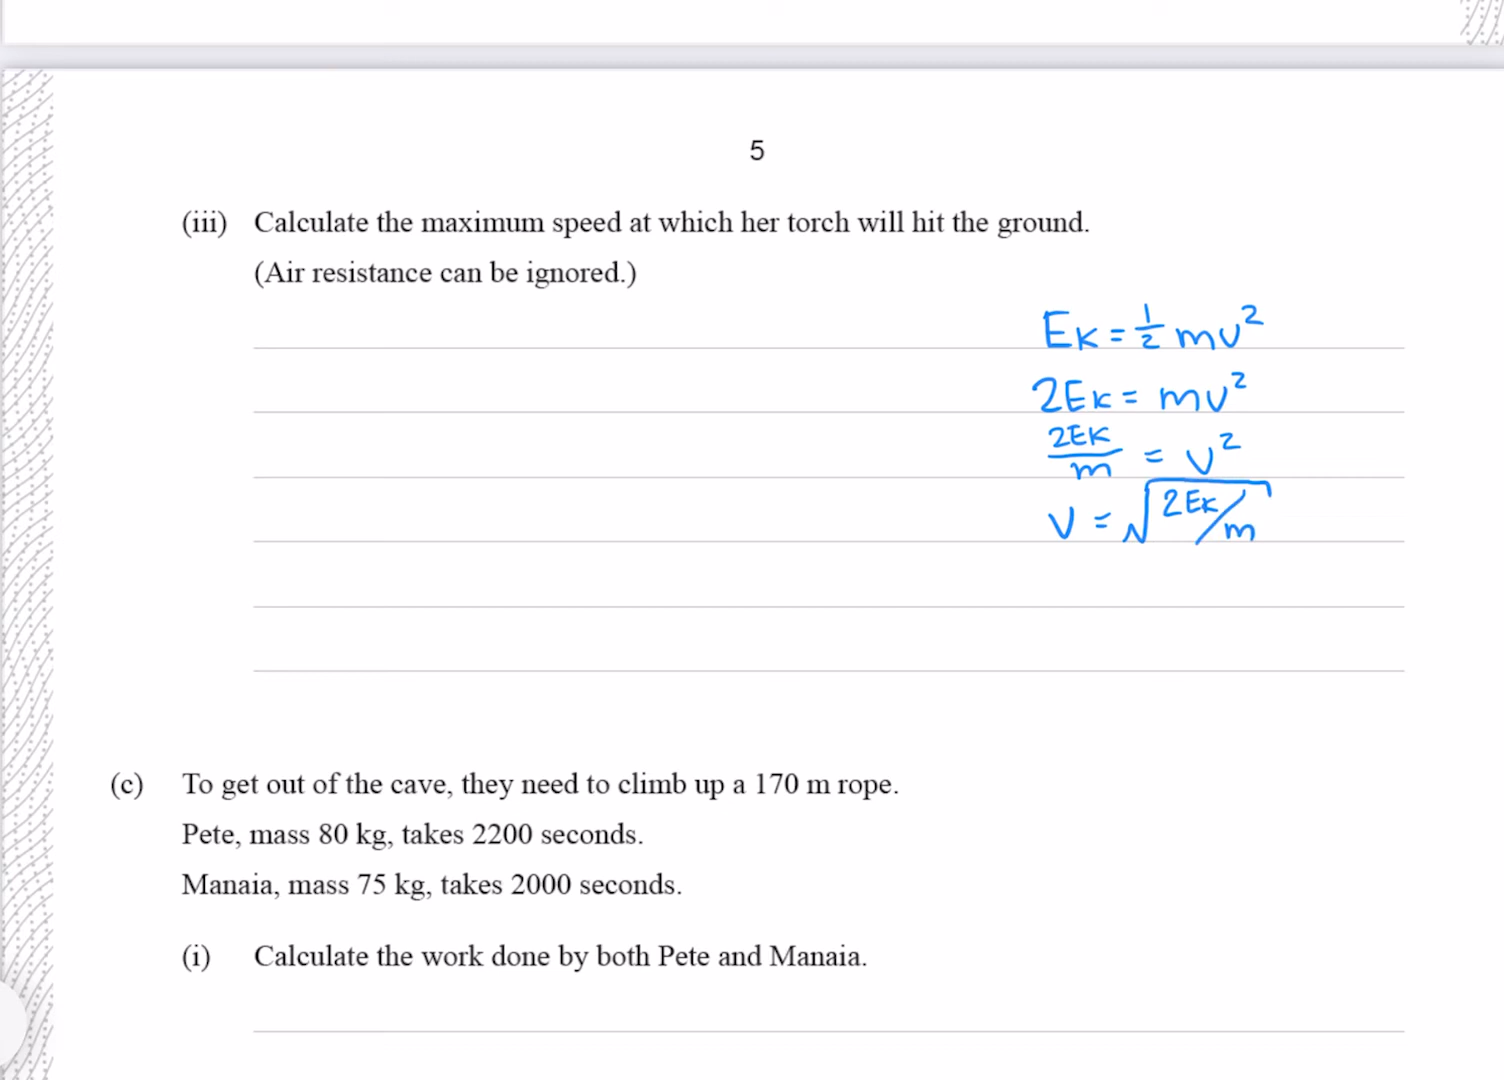 5
(iii) Calculate the maximum speed at which her torch will hit the ground.
(Air resistance can be ignored.)
EK = 1/2 mv²
2EK = mv²
2EK/m = v²
v = √2EK/m
(c) To get out of the cave, they need to climb up a 170 m rope.
Pete, mass 80 kg, takes 2200 seconds.
Manaia, mass 75 kg, takes 2000 seconds.
(i) Calculate the work done by both Pete and Manaia.